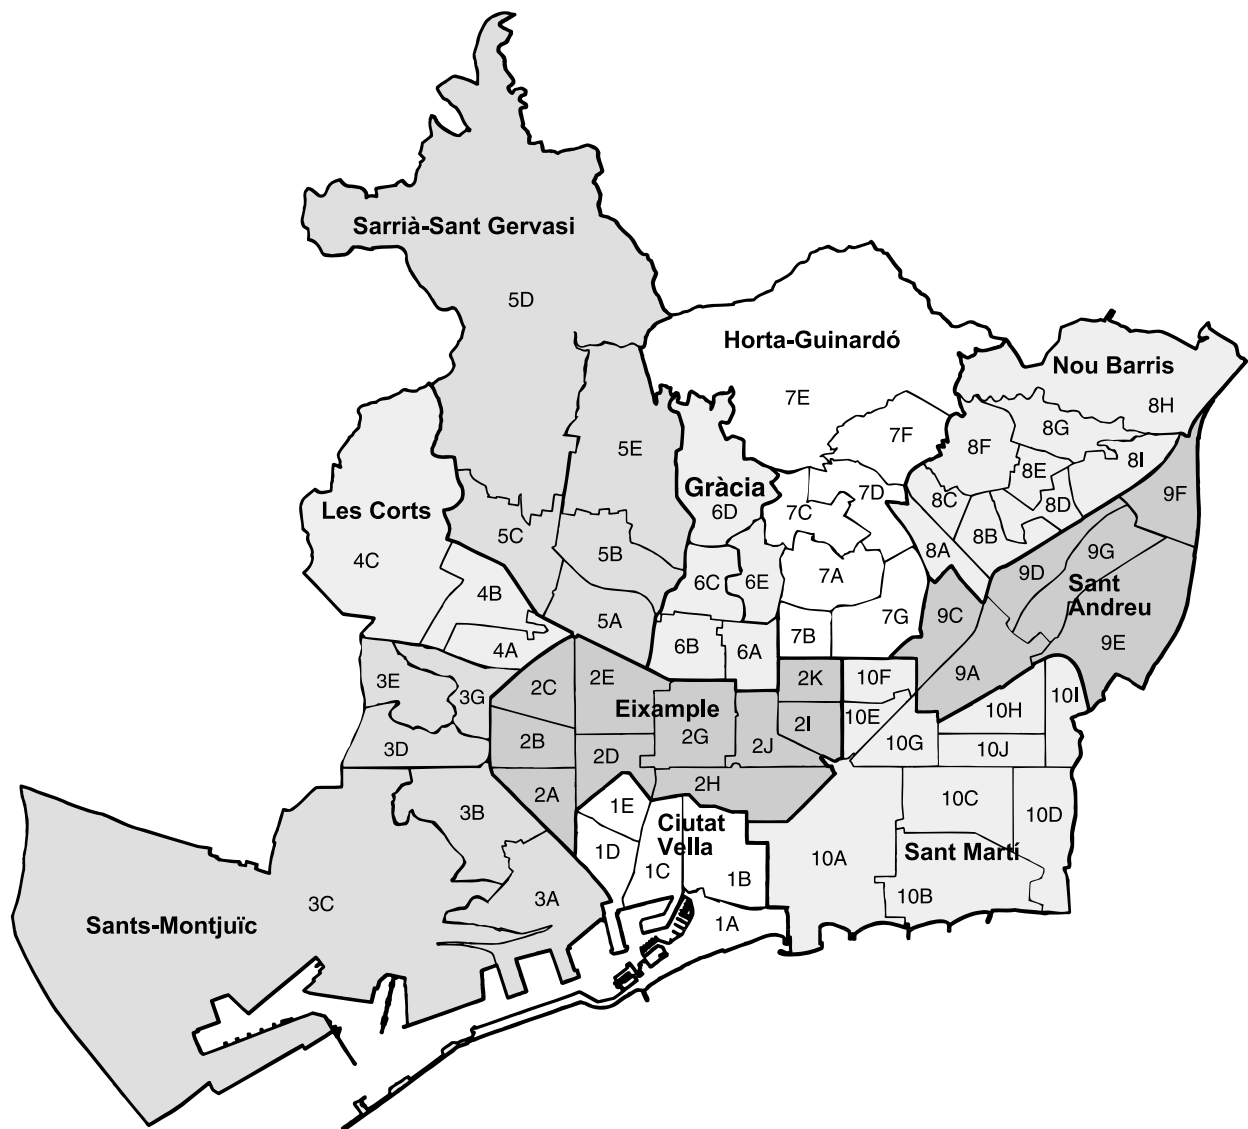 Sarrià-Sant Gervasi
5D
Horta-Guinardó
Nou Barris
7E
8H
7F
8G
5E
8F
8I
8E
Gràcia
7D
9F
8C
8D
Les Corts
6D
7C
5C
8B
5B
8A
9G
4C
9D
7A
Sant
4B
6C
6E
Andreu
5A
9C
7G
7B
9E
4A
6B
6A
3E
2E
2K
10F
9A
2C
3G
10I
Eixample
10E
10H
2I
2B
2G
2J
10G
3D
2D
10J
2H
2A
1E
10C
3B
10D
Ciutat
Vella
1D
10A
Sant Martí
1C
1B
10B
3A
3C
Sants-Montjuïc
1A